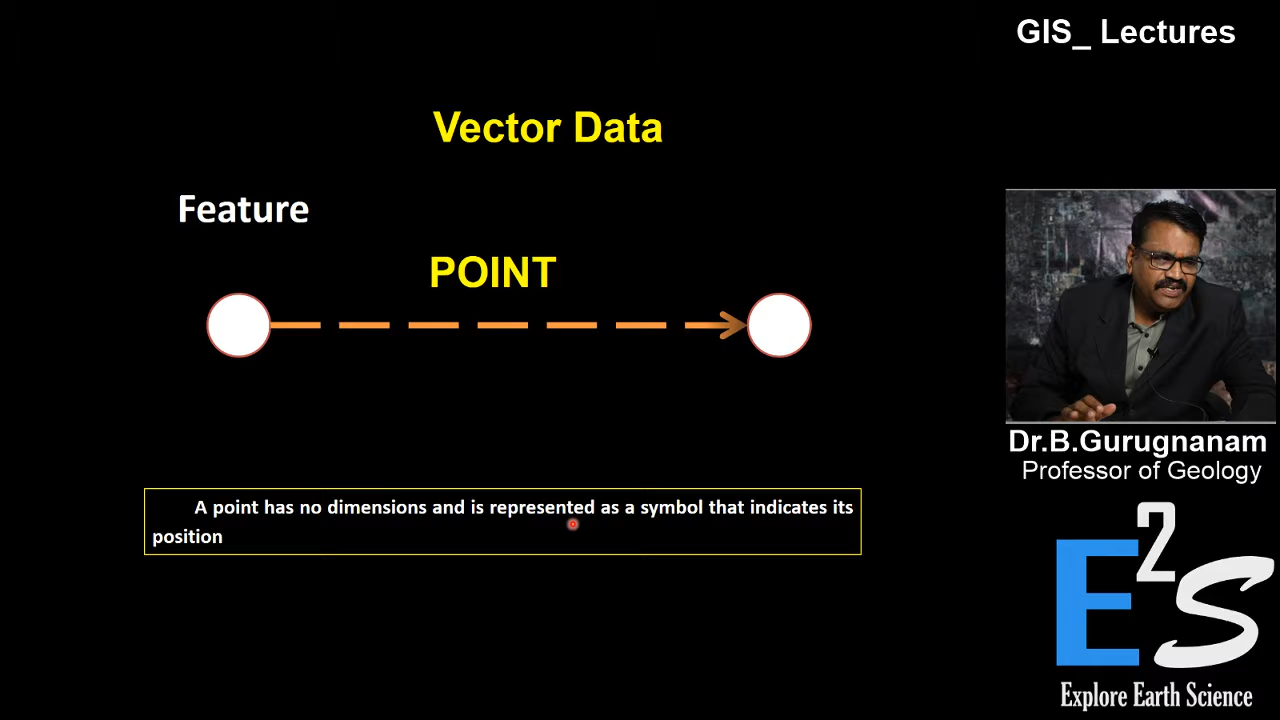 GIS_ Lectures
Vector Data
Feature
POINT
A point has no dimensions and is represented as a symbol that indicates its
position
Dr.B.Gurugnanam
Professor of Geology
E2S
Explore Earth Science